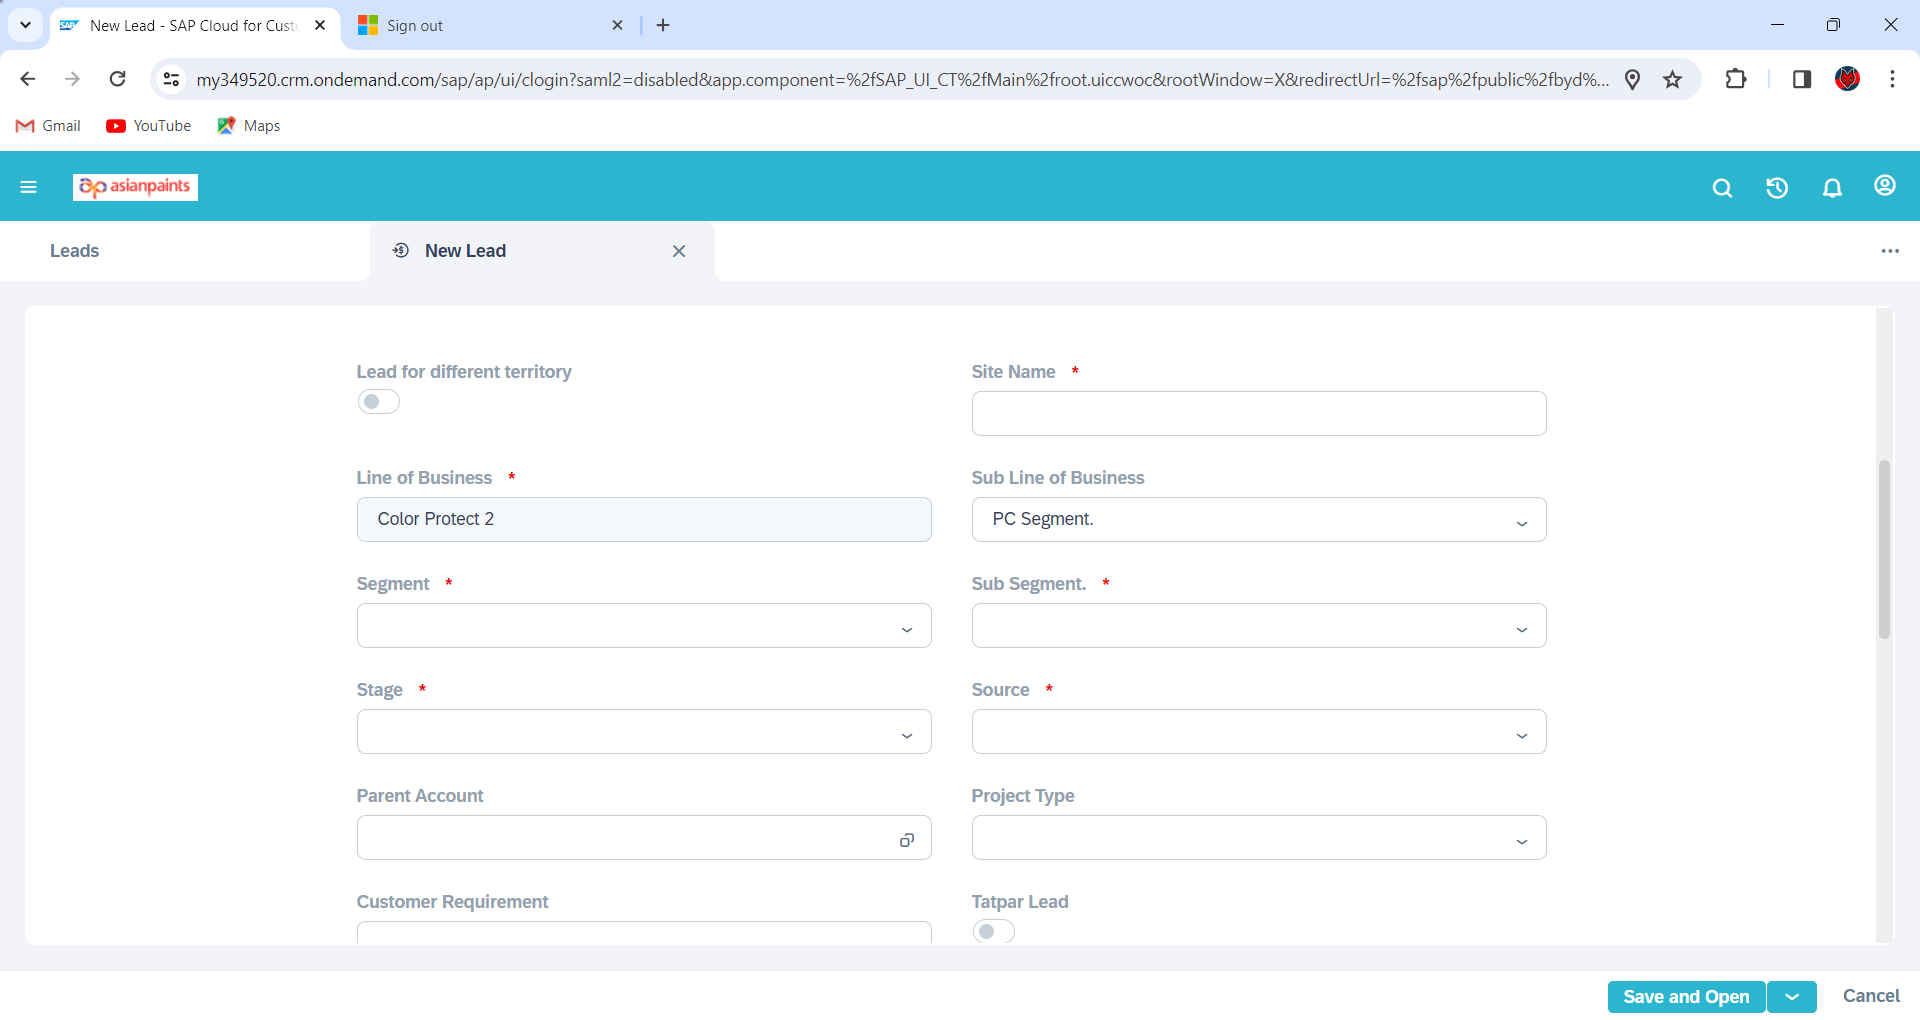 New Lead - SAP Cloud for Cust
Sign out
my349520.crm.ondemand.com/sap/ap/ui/clogin?saml2=disabled&app.component=%2fSAP_UI_CT%2fMain%2froot.uiccwoc&rootWindow=X&redirectUrl=%2fsap%2fpublic%2fbyd%...
Gmail
YouTube
Maps
asianpaints
Leads
New Lead
Lead for different territory
Site Name *
Line of Business *
Sub Line of Business
Color Protect 2
PC Segment.
Segment *
Sub Segment. *
Stage *
Source *
Parent Account
Project Type
Customer Requirement
Tatpar Lead
Save and Open
Cancel